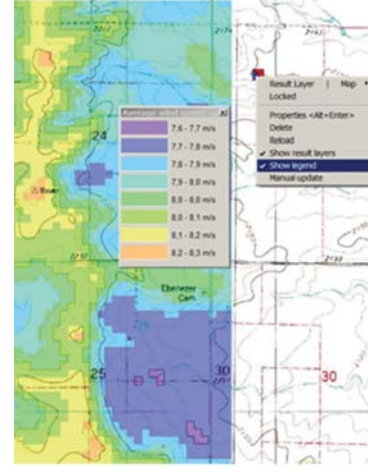 24
Average wind speed
7,6 - 7,7 m/s
7,7 - 7,8 m/s
7,8 - 7,9 m/s
7,9 - 8,0 m/s
8,0 - 8,0 m/s
8,0 - 8,1 m/s
8,1 - 8,2 m/s
8,2 - 8,3 m/s
Result Layer | Map
Locked
Properties <Alt+Enter>
Delete
Reload
Show result layers
Show legend
Manual update
Bauer
Ebenezer
Cem
25
30
30